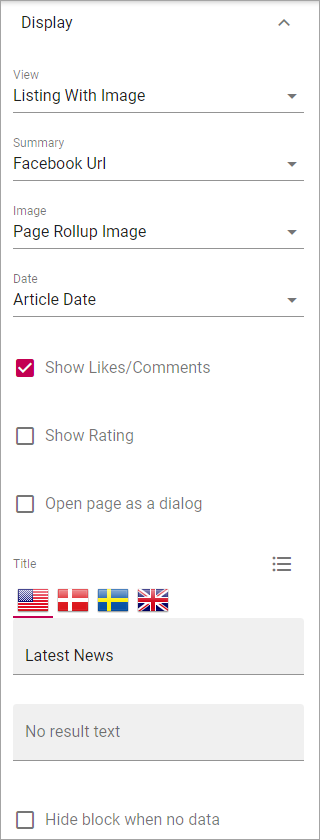 Display
View
Listing With Image
Summary
Facebook Url
Image
Page Rollup Image
Date
Article Date
Show Likes/Comments
Show Rating
Open page as a dialog
Title
Latest News
No result text
Hide block when no data